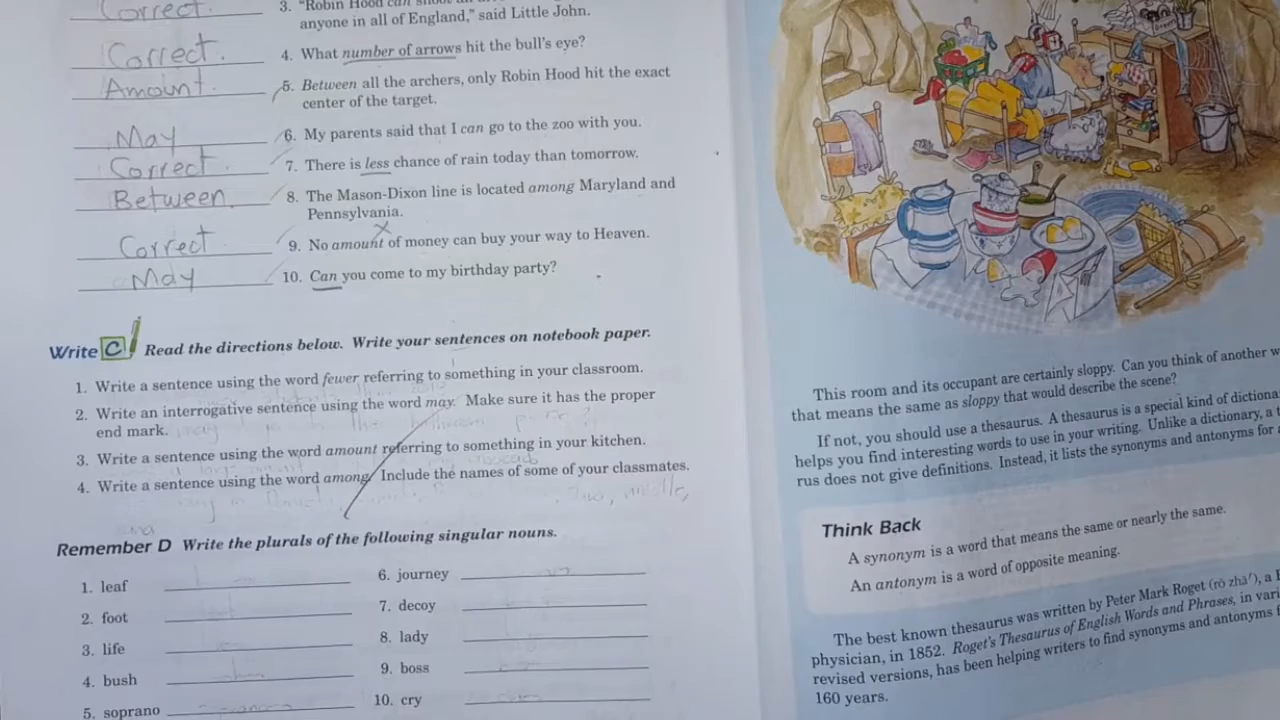 Correct.
3. "Robin Hood can shoot
anyone in all of England," said Little John.
Correct.
4. What number of arrows hit the bull's eye?
Amount.
5. Between all the archers, only Robin Hood hit the exact
center of the target.
May
6. My parents said that I can go to the zoo with you.
Correct.
7. There is less chance of rain today than tomorrow.
Between.
8. The Mason-Dixon line is located among Maryland and
Pennsylvania.
Correct
9. No amount of money can buy your way to Heaven.
May
10. Can you come to my birthday party?
Write C Read the directions below. Write your sentences on notebook paper.
1. Write a sentence using the word fewer referring to something in your classroom.
2. Write an interrogative sentence using the word may. Make sure it has the proper
end mark.
3. Write a sentence using the word amount referring to something in your kitchen.
4. Write a sentence using the word among. Include the names of some of your classmates.
Remember D Write the plurals of the following singular nouns.
1. leaf
2. foot
3. life
4. bush
5. soprano
6. journey
7. decoy
8. lady
9. boss
10. cry
This room and its occupant are certainly sloppy. Can you think of another
that means the same as sloppy that would describe the scene?
If not, you should use a thesaurus. A thesaurus is a special kind of
helps you find interesting words to use in your writing. Unlike a dictionary, a
rus does not give definitions. Instead, it lists the synonyms and antonyms for
Think Back
A synonym is a word that means the same or nearly the same.
An antonym is a word of opposite meaning.
The best known thesaurus was written by Peter Mark Roget (rō zhā'), a
physician, in 1852. Roget's Thesaurus of English Words and Phrases, in
revised versions, has been helping writers to find synonyms and antonyms
160 years.